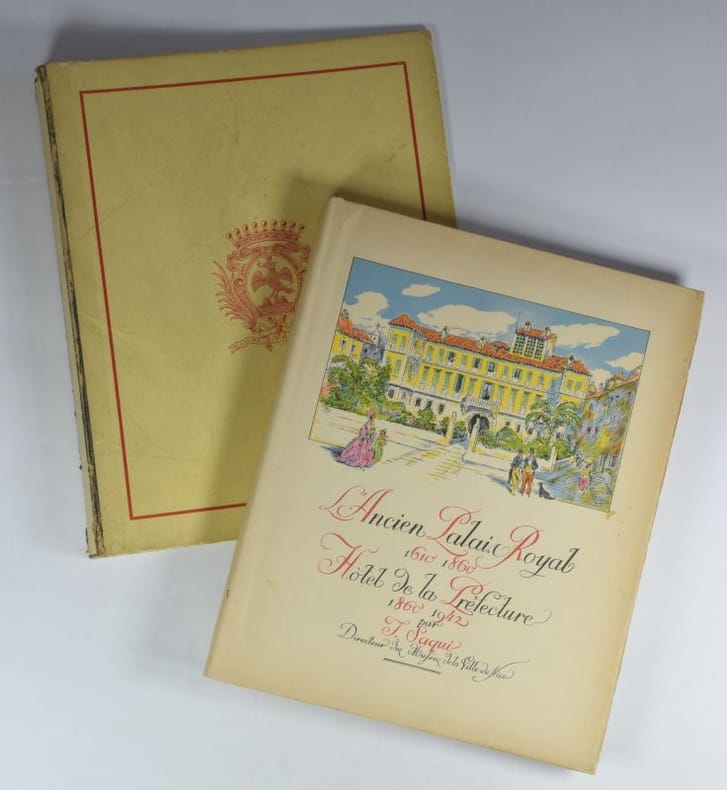 L'Ancien Palais Royal
1610 1860
Hôtel de la Préfecture
1860 1942
par
J. Saqui
Directeur des Musées de la Ville de Nice